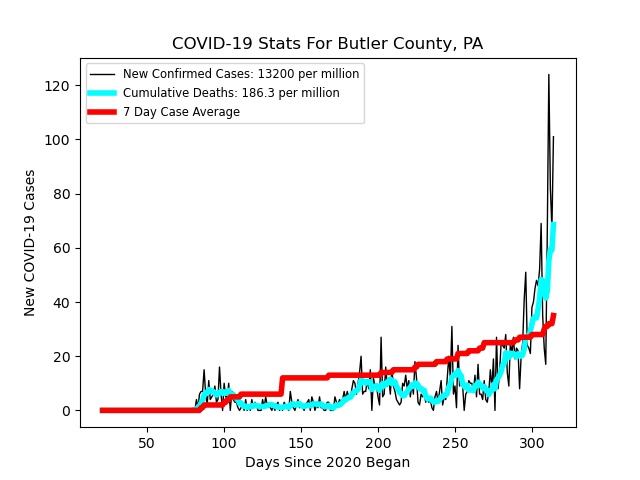 COVID-19 Stats For Butler County, PA
New Confirmed Cases: 13200 per million
Cumulative Deaths: 186.3 per million
7 Day Case Average
New COVID-19 Cases
120
100
80
60
40
20
0
50
100
150
200
250
300
Days Since 2020 Began